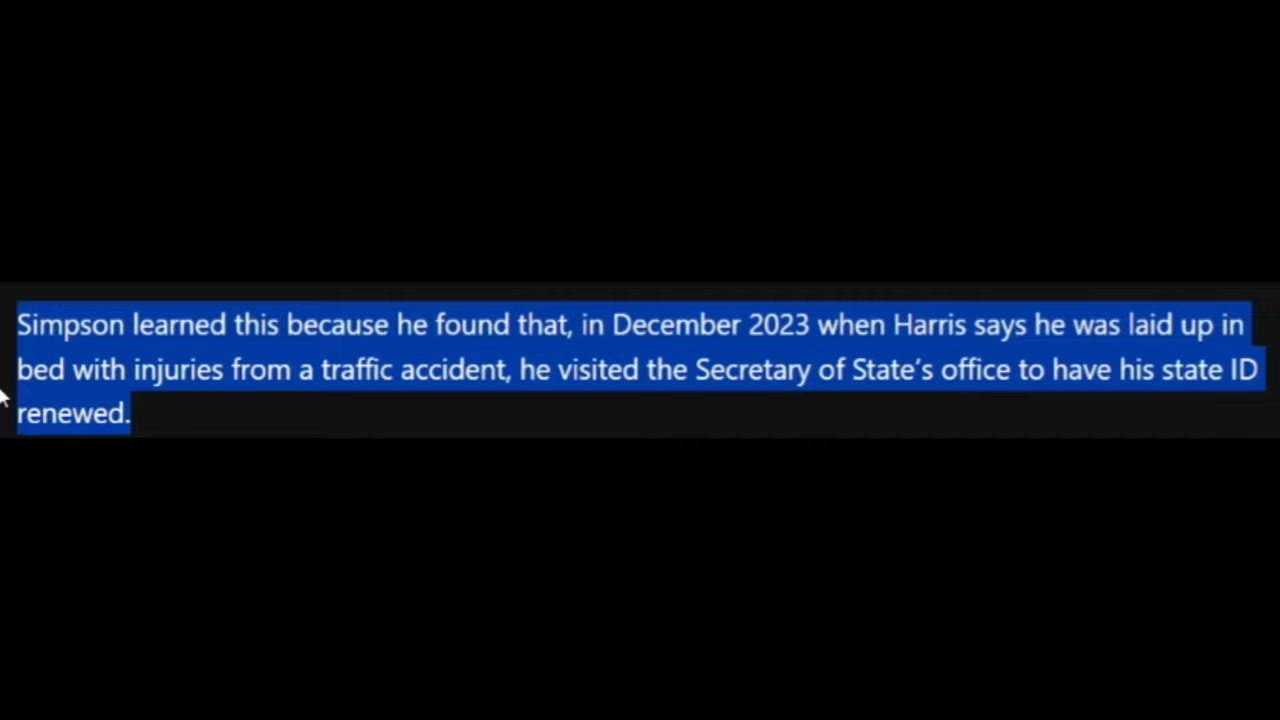 Simpson learned this because he found that, in December 2023 when Harris says he was laid up in
bed with injuries from a traffic accident, he visited the Secretary of State’s office to have his state ID
renewed.